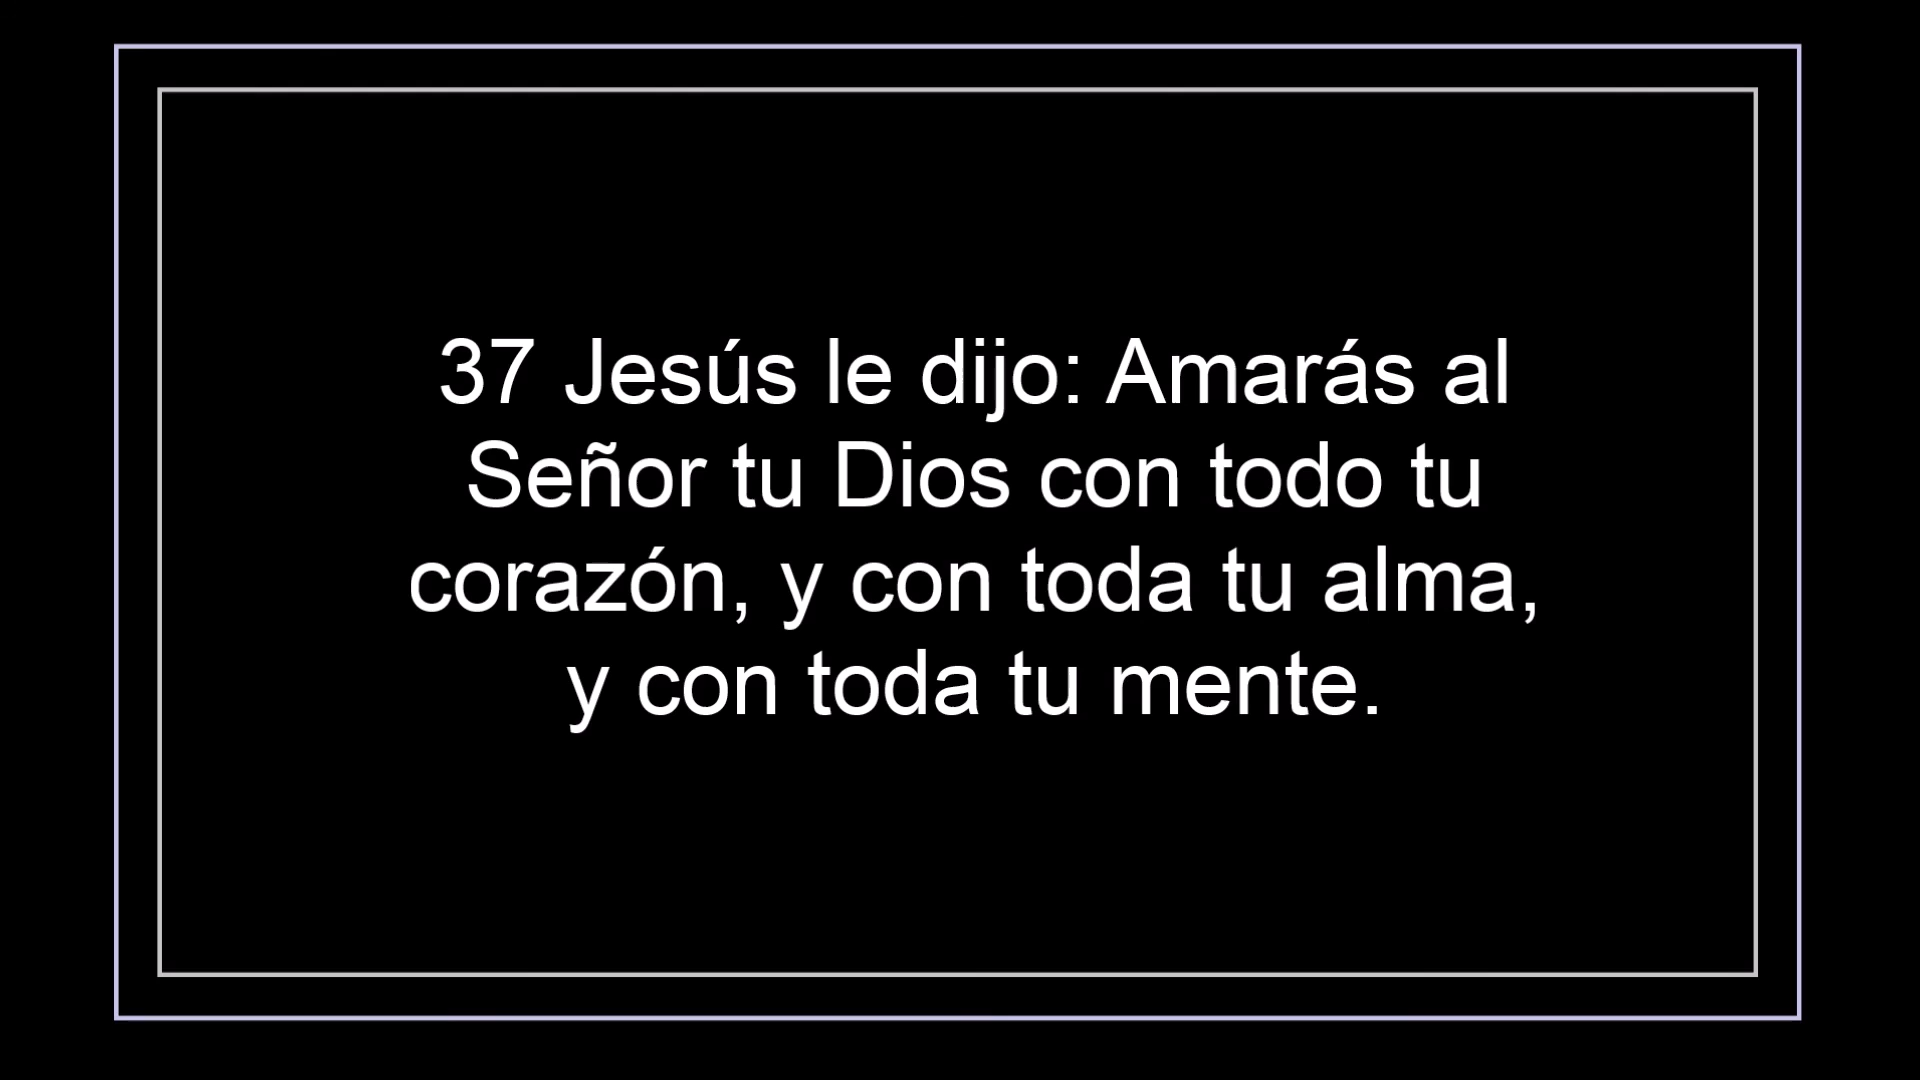 37 Jesús le dijo: Amarás al
Señor tu Dios con todo tu
corazón, y con toda tu alma,
y con toda tu mente.